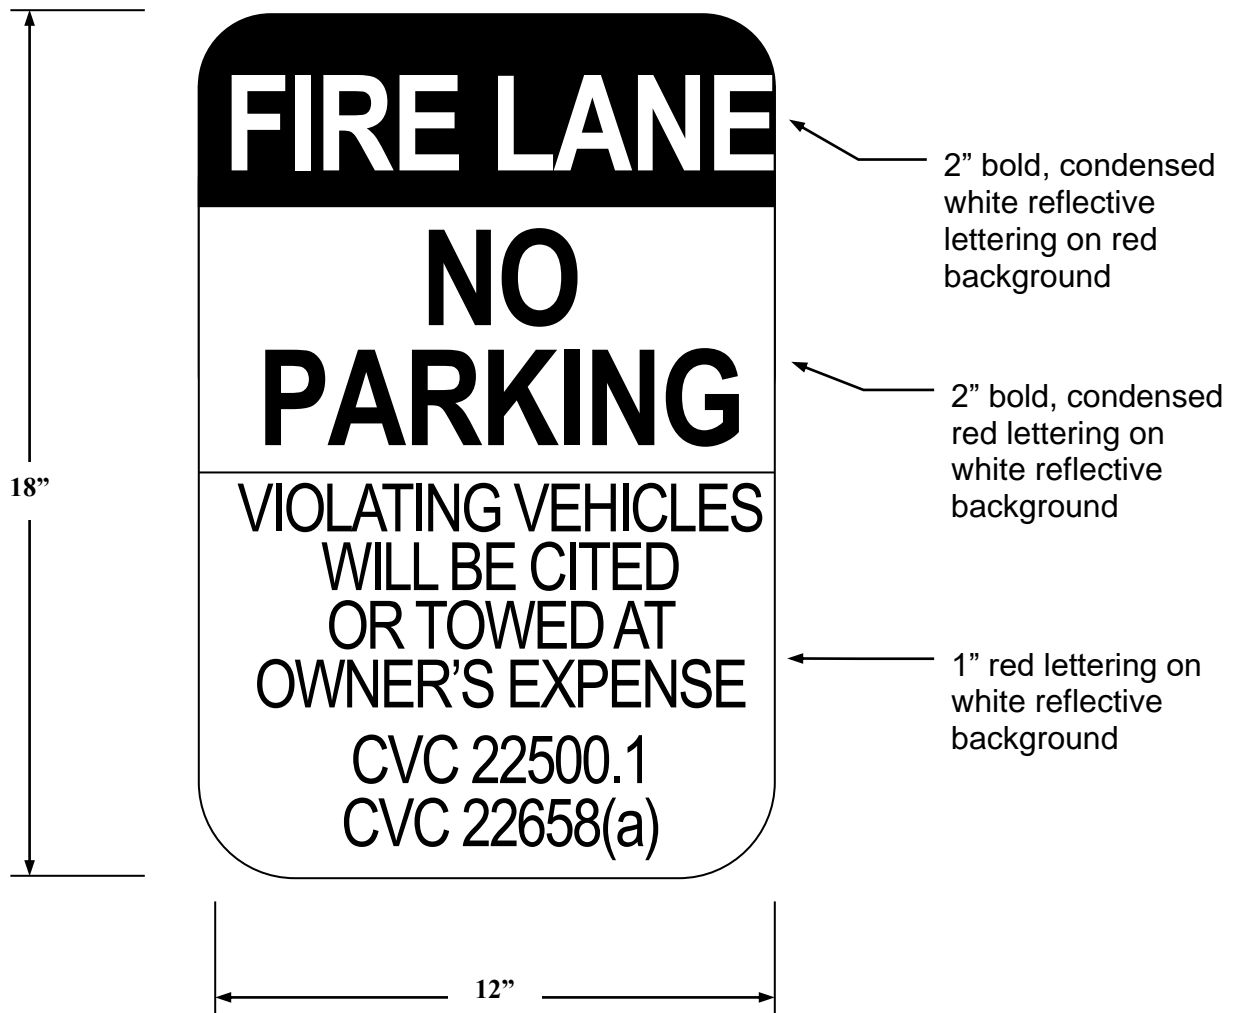 FIRE LANE
NO
PARKING
VIOLATING VEHICLES
WILL BE CITED
OR TOWED AT
OWNER’S EXPENSE
CVC 22500.1
CVC 22658(a)
2” bold, condensed
white reflective
lettering on red
background
2” bold, condensed
red lettering on
white reflective
background
1” red lettering on
white reflective
background
18”
12”